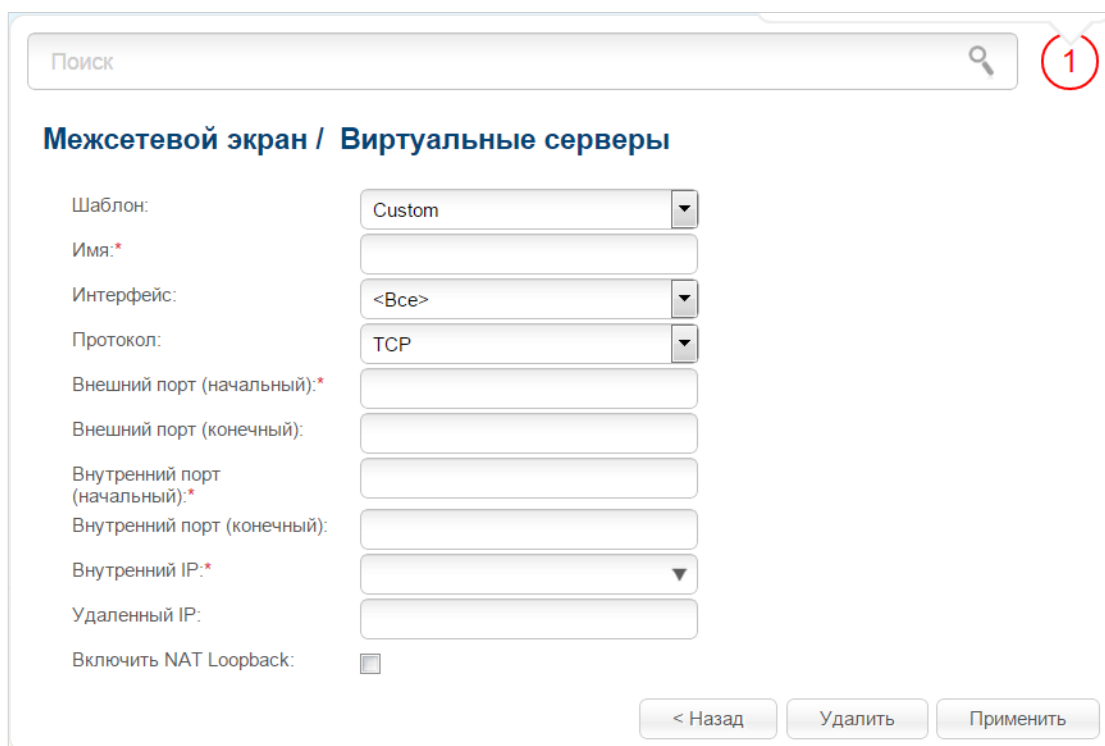 Поиск
1
Межсетевой экран / Виртуальные серверы
Шаблон:
Custom
Имя:*
Интерфейс:
<Все>
Протокол:
TCP
Внешний порт (начальный):*
Внешний порт (конечный):
Внутренний порт
(начальный):*
Внутренний порт (конечный):
Внутренний IP:*
Удаленный IP:
Включить NAT Loopback:
< Назад
Удалить
Применить